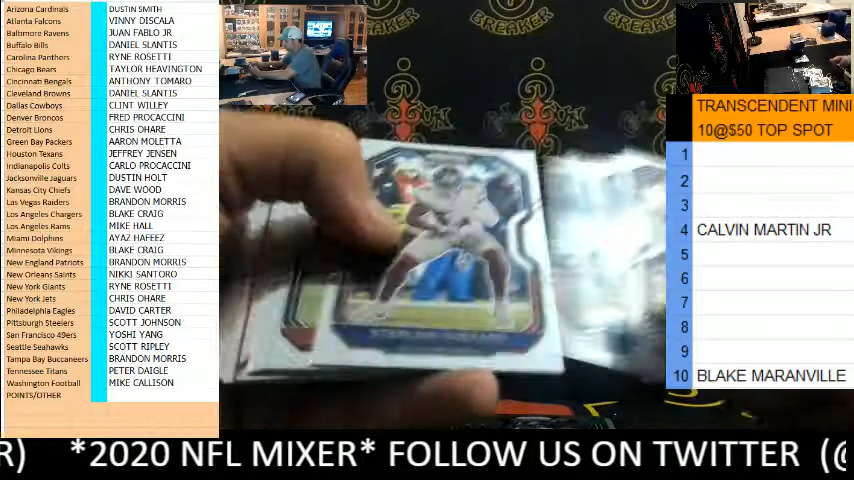 Arizona Cardinals DUSTIN SMITH
Atlanta Falcons VINNY DISCALA
Baltmore Ravens JUAN FABLO JR
Buffalo Bills DANIEL SLANTIS
Carolina Panthers RYNE ROSETTI
Chicago Bears TAYLOR HEAVINGTON
Cincinnati Bengals ANTHONY TOMARO
Cleveland Browns DANIEL SLANTIS
Dallas Cowboys CLINT WILLEY
Denver Broncos FRED PROCACCINI
Detroit Lions CHRIS OHARE
Green Bay Packers AARON MOLETTA
Houston Texans JEFFREY JENSEN
Indianapolis Colts CARLO PROCACCINI
Jacksonville Jaguars DUSTIN HOLT
Kansas City Chiefs DAVE WOOD
Las Vegas Raiders BRANDON MORRIS
Los Angeles Chargers BLAKE CRAIG
Los Angeles Rams MIKE HALL
Miami Dolphins AYAZ HAFEEZ
Minnesota Vikings BLAKE CRAIG
New England Patriots BRANDON MORRIS
New Orleans Saints NIKKI SANTORO
New York Giants RYNE ROSETTI
New York Jets CHRIS OHARE
Philadelphia Eagles DAVID CARTER
Pittsburgh Steelers SCOTT JOHNSON
San Francisco 49ers YOSHI YANG
Seattle Seahawks SCOTT RIPLEY
Tampa Bay Buccaneers BRANDON MORRIS
Tennessee Titans PETER DAIGLE
Washington Football MIKE CALLISON
POINTS/OTHER
BREAKER
BREAKER
TRANSCENDENT MINI
10@$50 TOP SPOT
1
2
3
4 CALVIN MARTIN JR
5
6
7
8
9
10 BLAKE MARANVILLE
R) *2020 NFL MIXER* FOLLOW US ON TWITTER (@